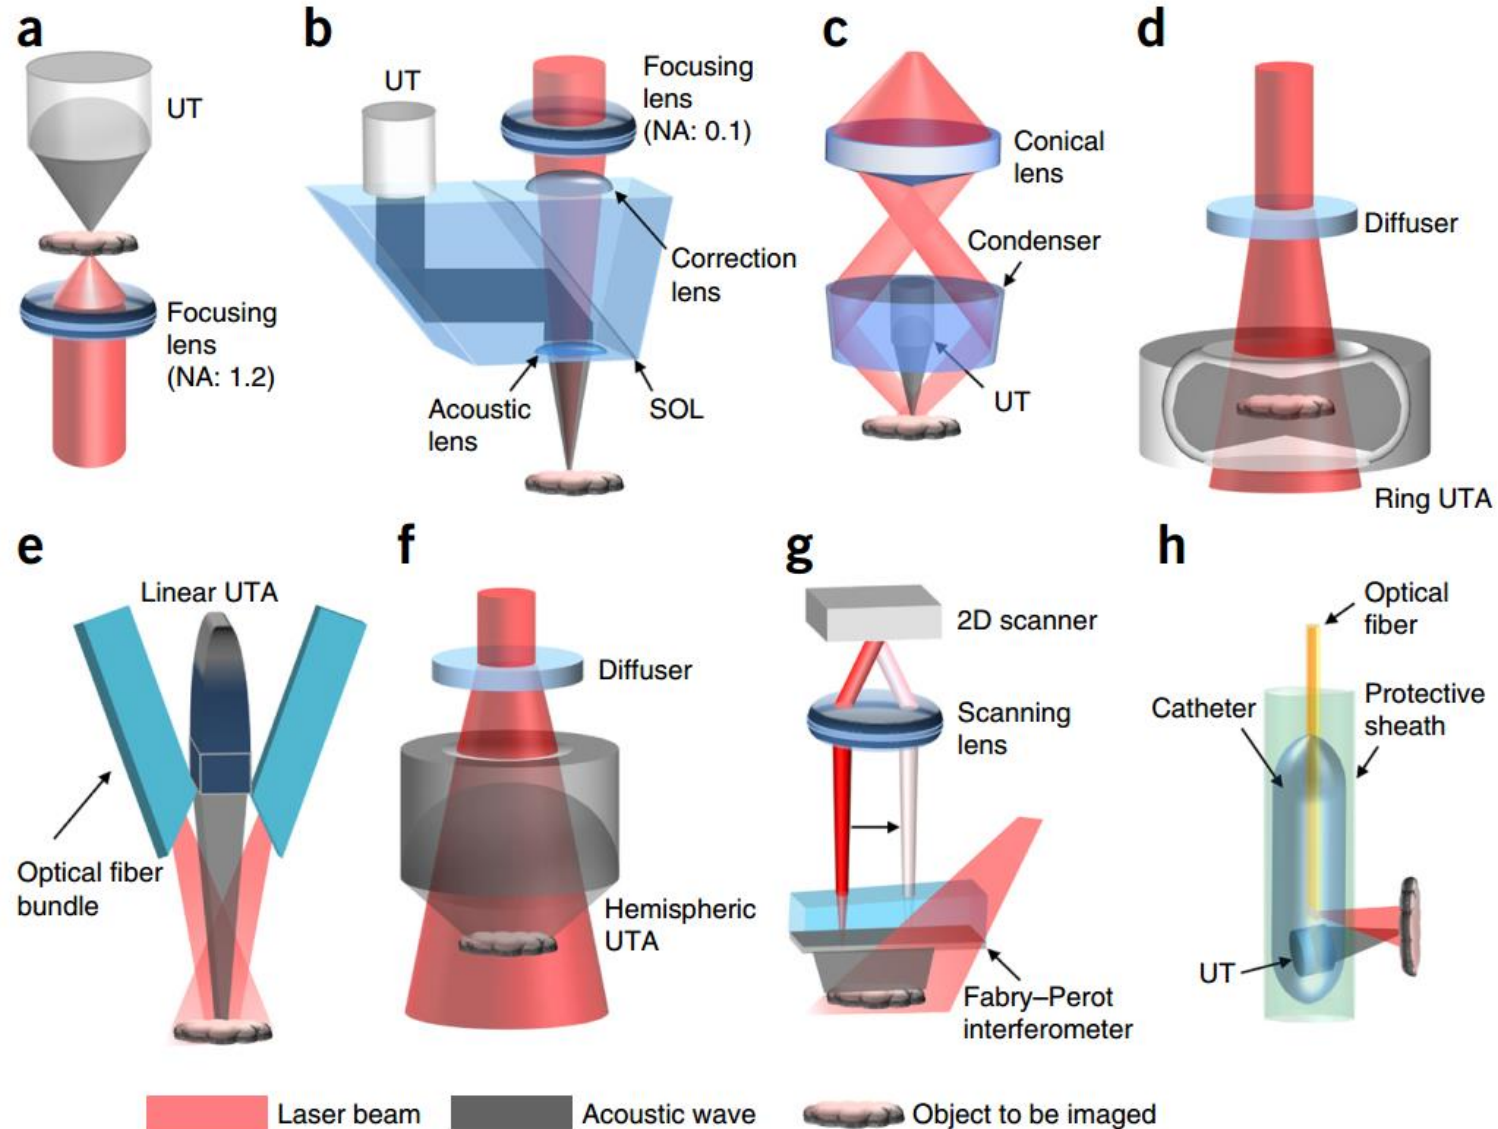 a
UT
Focusing
lens
(NA: 1.2)
b
UT
Focusing
lens
(NA: 0.1)
Correction
lens
Acoustic
lens
SOL
c
Conical
lens
Condenser
UT
d
Diffuser
Ring UTA
e
Linear UTA
Optical fiber
bundle
f
Diffuser
Hemispheric
UTA
g
2D scanner
Scanning
lens
Fabry–Perot
interferometer
h
Optical
fiber
Catheter
Protective
sheath
UT
Laser beam
Acoustic wave
Object to be imaged